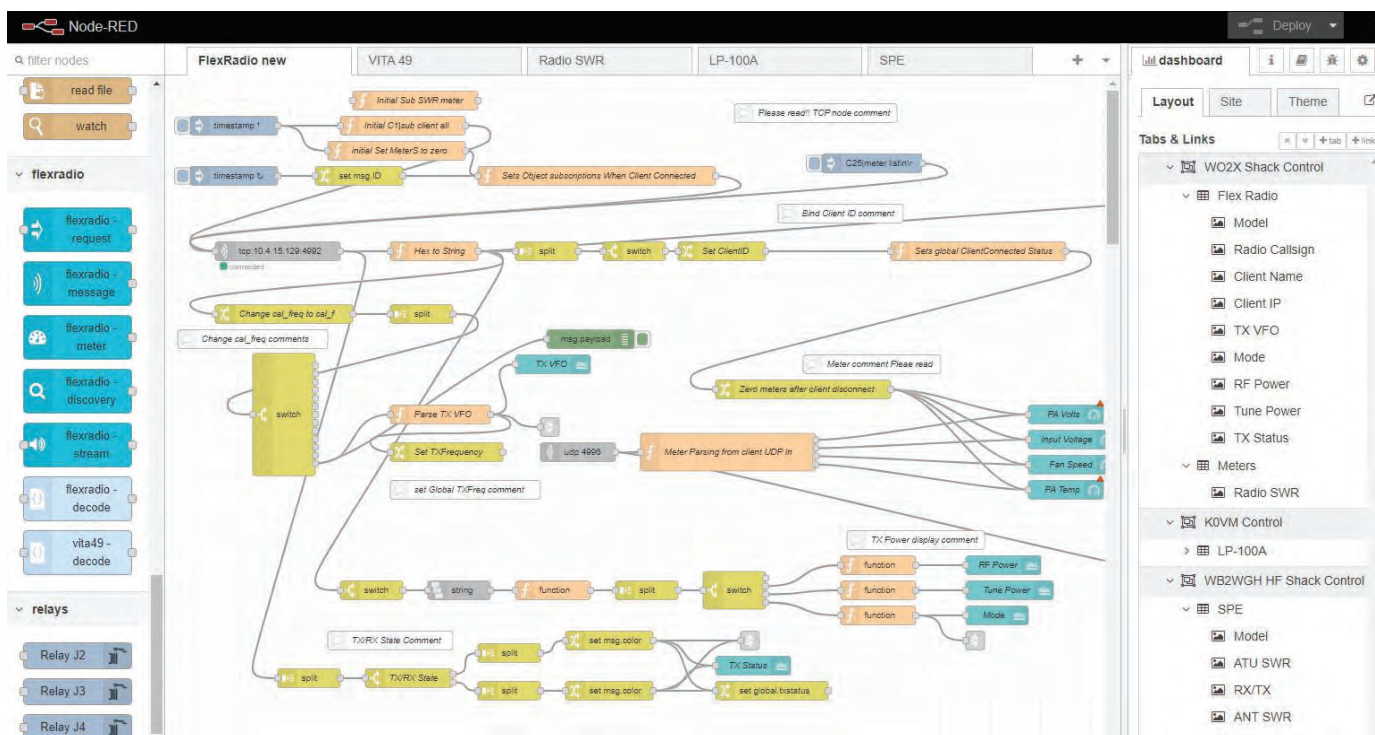 Node-RED
Deploy
filter nodes
read file
watch
flexradio
flexradio -
request
flexradio -
message
flexradio -
meter
flexradio -
discovery
flexradio -
stream
flexradio -
decode
vita49 -
decode
relays
Relay J2
Relay J3
Relay J4
FlexRadio new
VITA 49
Radio SWR
LP-100A
SPE
Initial Sub SWR meter
Please read!! TCP node comment
timestamp ¹
Initial C1|sub client all
initial Set MeterS to zero
C25|meter list\n\r
timestamp ↻
set msg.ID
Sets Object subscriptions When Client Connected
Bind Client ID comment
tcp:10.4.15.129:4992
connected
Hex to String
split
switch
Set ClientID
Sets global ClientConnected Status
Change cal_freq to cal_f
split
Change cal_freq comments
msg.payload
TX VFO
Meter comment Pleae read
Zero meters after client disconnect
switch
Parse TX VFO
PA Volts
Set TXFrequency
udp 4996
Meter Parsing from client UDP In
Input Voltage
Fan Speed
PA Temp
set Global TXFreq comment
TX Power display comment
switch
string
function
split
switch
function
RF Power
function
Tune Power
function
Mode
TX/RX State Comment
split
TX/RX State
split
set msg.color
TX Status
split
set msg.color
set global.txstatus
dashboard
Layout
Site
Theme
Tabs & Links
+tab
+link
WO2X Shack Control
Flex Radio
Model
Radio Callsign
Client Name
Client IP
TX VFO
Mode
RF Power
Tune Power
TX Status
Meters
Radio SWR
K0VM Control
LP-100A
WB2WGH HF Shack Control
SPE
Model
ATU SWR
RX/TX
ANT SWR